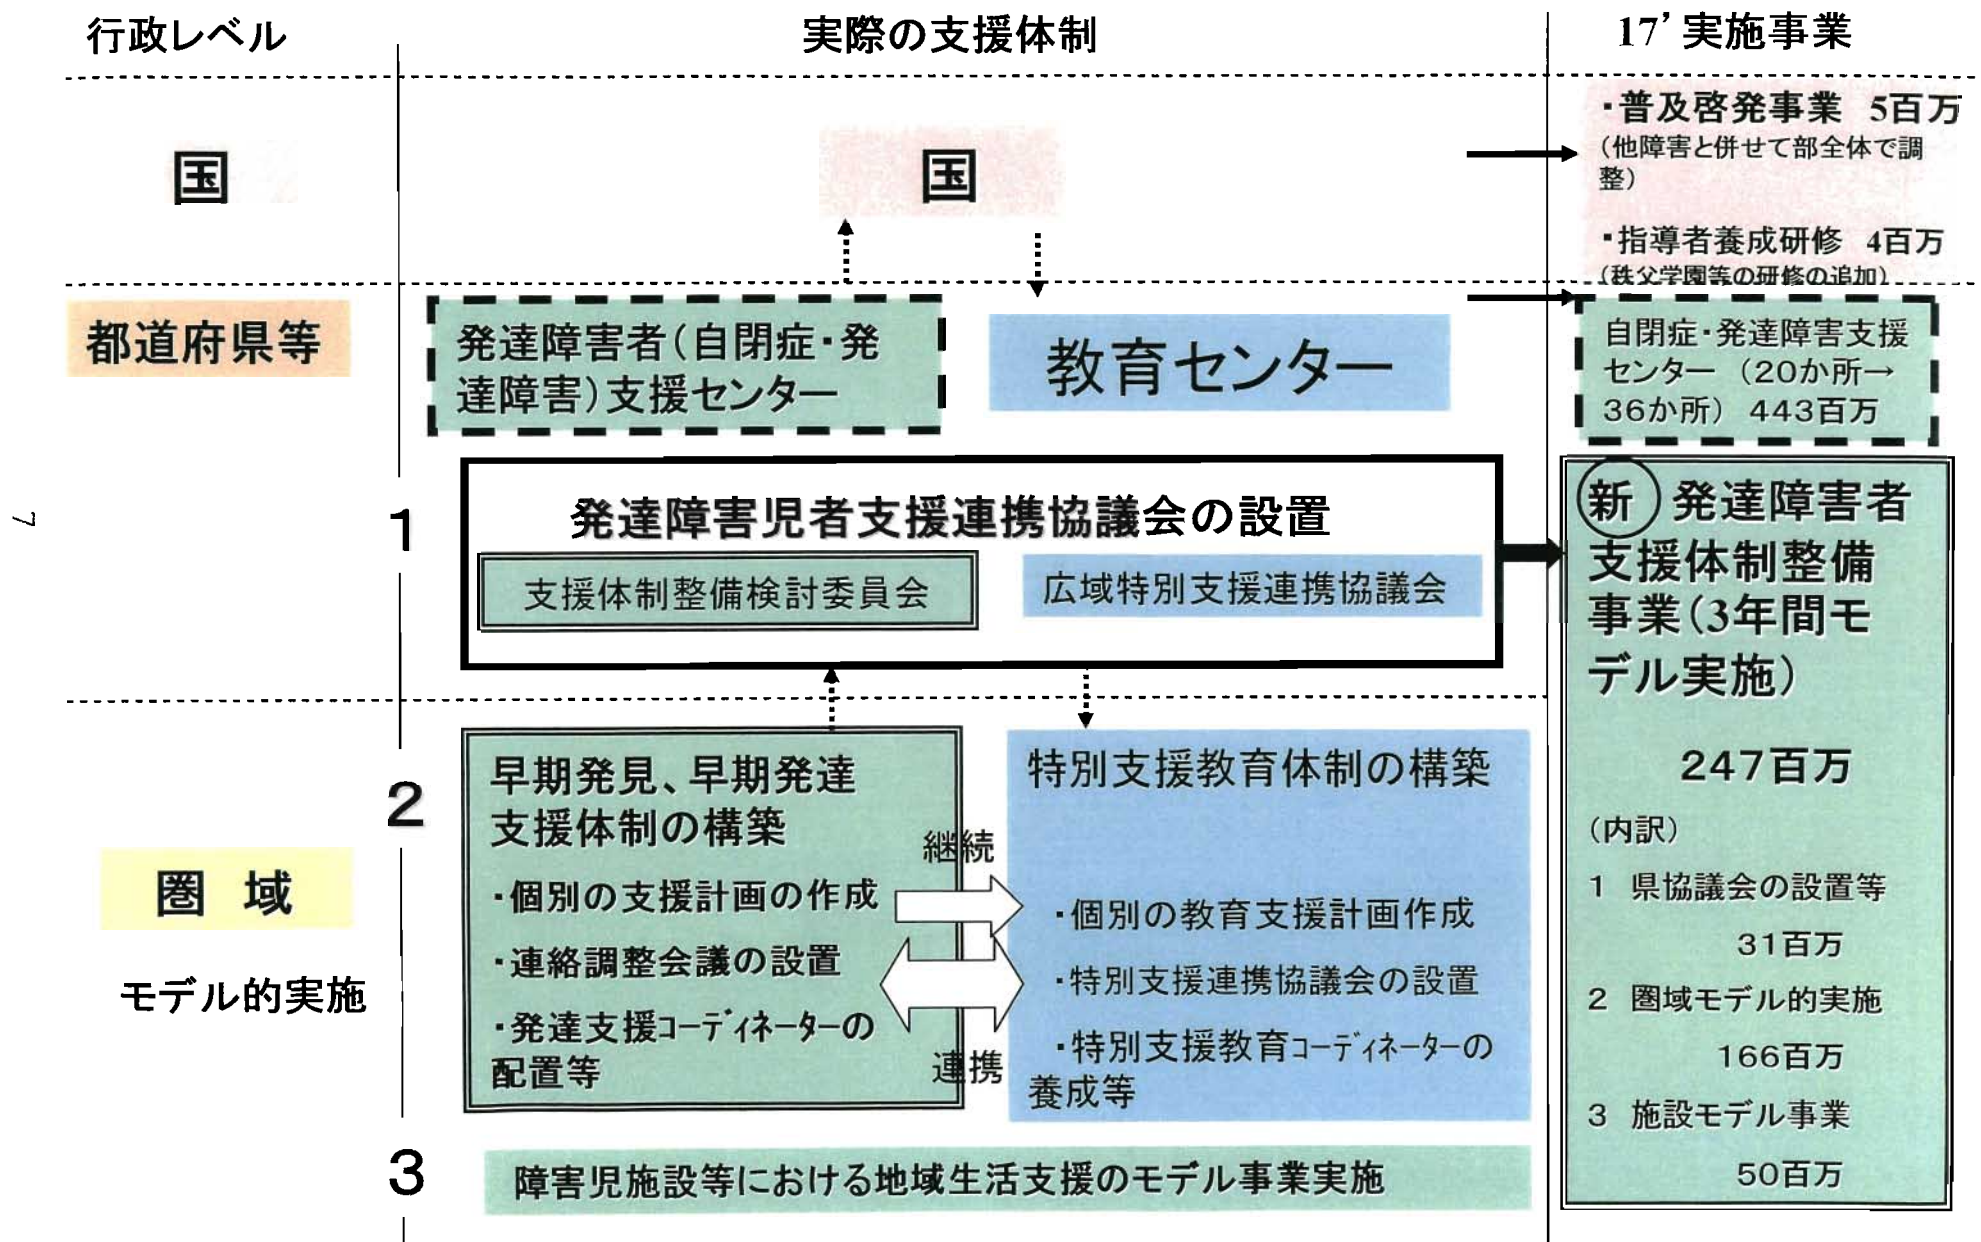 行政レベル
実際の支援体制
17’実施事業
国
国
・普及啓発事業 5百万
(他障害と併せて部全体で調
整)
・指導者養成研修 4百万
(秩父学園等の研修の追加)
都道府県等
発達障害者(自閉症・発
達障害)支援センター
教育センター
自閉症・発達障害支援
センター (20か所→
36か所) 443百万
1
発達障害児者支援連携協議会の設置
支援体制整備検討委員会
広域特別支援連携協議会
新 発達障害者
支援体制整備
事業(3年間モ
デル実施)
247百万
(内訳)
1 県協議会の設置等
31百万
2 圏域モデル的実施
166百万
3 施設モデル事業
50百万
7
圏 域
モデル的実施
2
早期発見、早期発達
支援体制の構築
・個別の支援計画の作成
・連絡調整会議の設置
・発達支援コーディネーターの
配置等
継続
連携
特別支援教育体制の構築
・個別の教育支援計画作成
・特別支援連携協議会の設置
・特別支援教育コーディネーターの
養成等
3
障害児施設等における地域生活支援のモデル事業実施